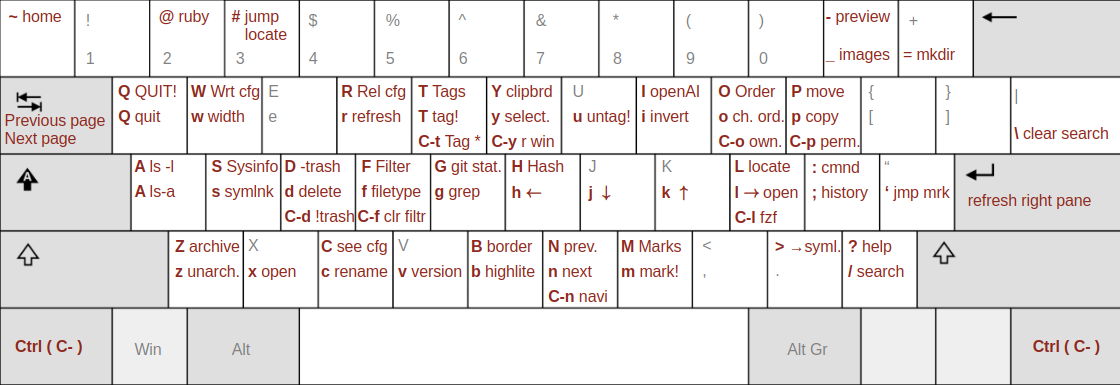 ~ home
!
1
@ ruby
2
# jump
locate
3
$
4
%
5
^
6
&
7
*
8
(
9
)
0
- preview
_ images
+
= mkdir
Previous page
Next page
Q QUIT!
Q quit
W Wrt cfg
w width
E
e
R Rel cfg
r refresh
T Tags
T tag!
C-t Tag *
Y clipbrd
y select.
C-y r win
U
u untag!
I openAI
i invert
O Order
o ch. ord.
C-o own.
P move
p copy
C-p perm.
{
[
}
]
|
\ clear search
A
A ls -l
A ls-a
S Sysinfo
s symlnk
D -trash
d delete
C-d !trash
F Filter
f filetype
C-f clr filtr
G git stat.
g grep
H Hash
h ←
J
j ↓
K
k ↑
L locate
l → open
C-l fzf
: cmnd
; history
“
‘ jmp mrk
refresh right pane
Z archive
z unarch.
X
x open
C see cfg
c rename
V
v version
B border
b highlite
N prev.
n next
C-n navi
M Marks
m mark!
<
,
> →syml.
.
? help
/ search
Ctrl ( C- )
Win
Alt
Alt Gr
Ctrl ( C- )